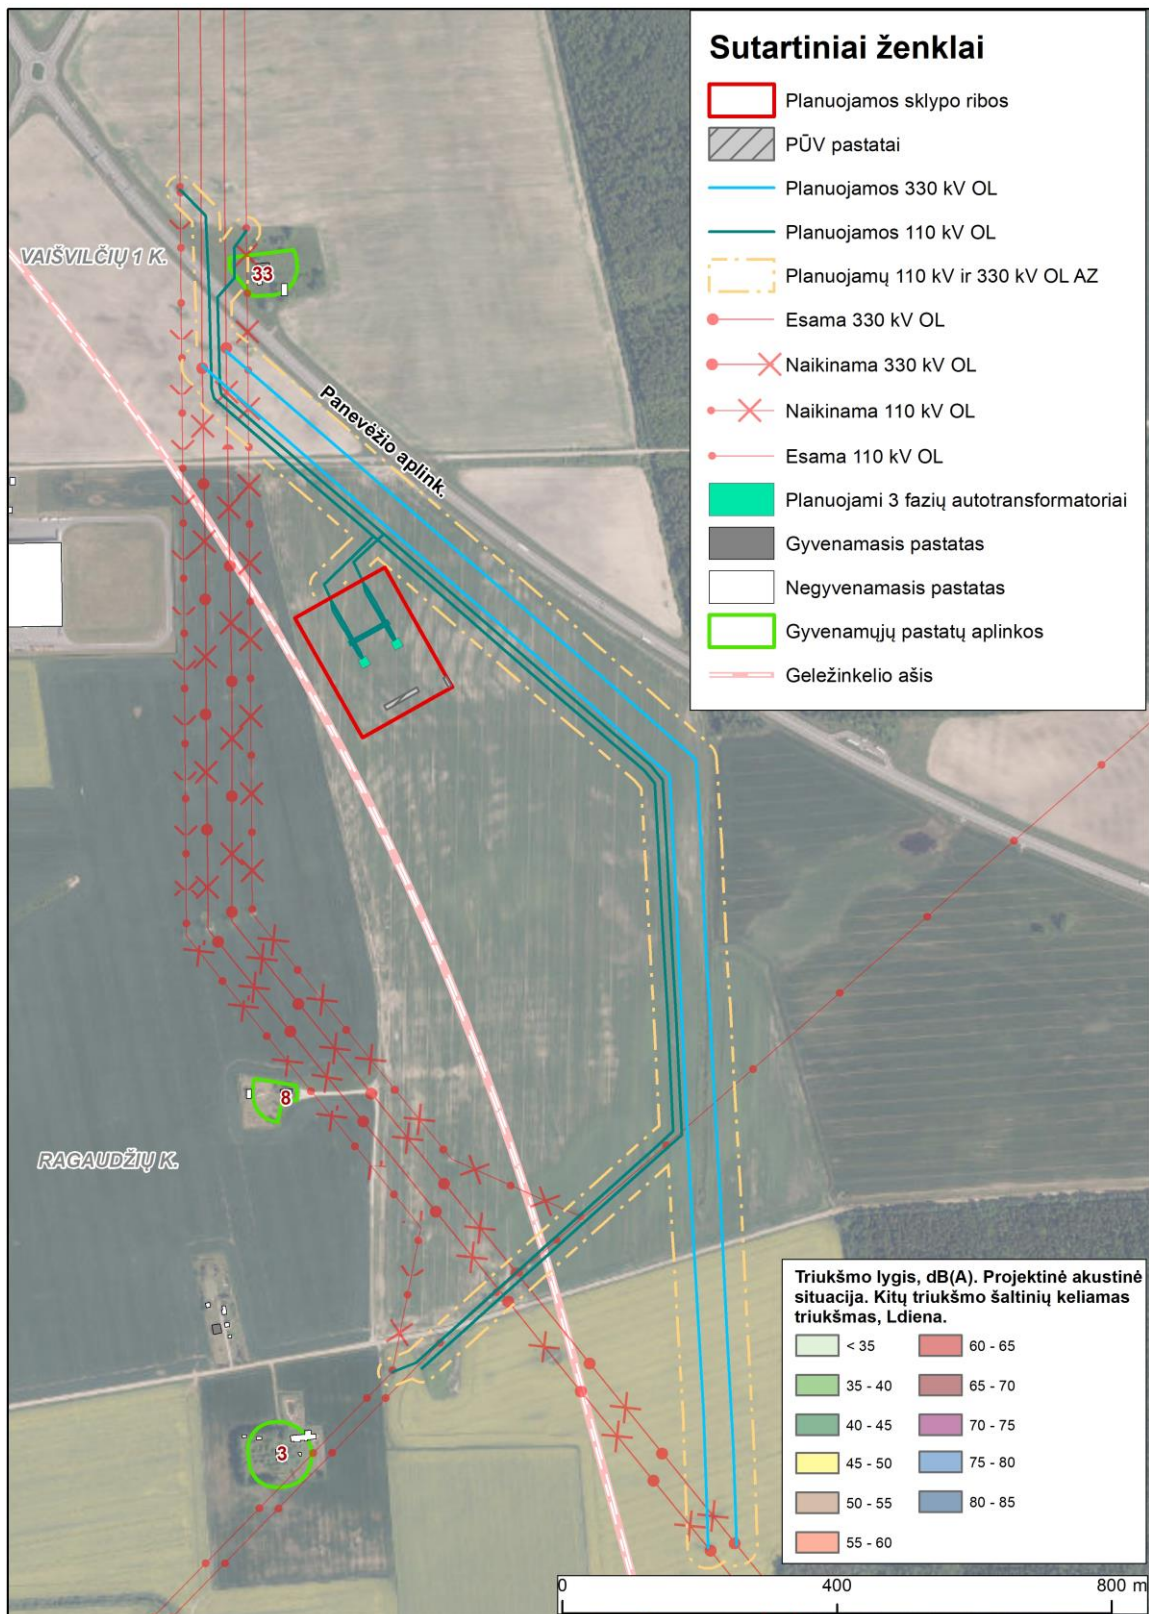 Sutartiniai ženklai
Planuojamos sklypo ribos
PŪV pastatai
Planuojamos 330 kV OL
Planuojamos 110 kV OL
Planuojamų 110 kV ir 330 kV OL AZ
Esama 330 kV OL
Naikinama 330 kV OL
Naikinama 110 kV OL
Esama 110 kV OL
Planuojami 3 fazių autotransformatoriai
Gyvenamasis pastatas
Negyvenamasis pastatas
Gyvenamųjų pastatų aplinkos
Geležinkelio ašis
VAIŠVILČIŲ 1 K.
33
Panevėžio aplink.
8
RAGAUDŽIŲ K.
3
Triukšmo lygis, dB(A). Projektinė akustinė
situacija. Kitų triukšmo šaltinių keliamas
triukšmas, Ldiena.
< 35
35 - 40
40 - 45
45 - 50
50 - 55
55 - 60
60 - 65
65 - 70
70 - 75
75 - 80
80 - 85
0 400 800 m